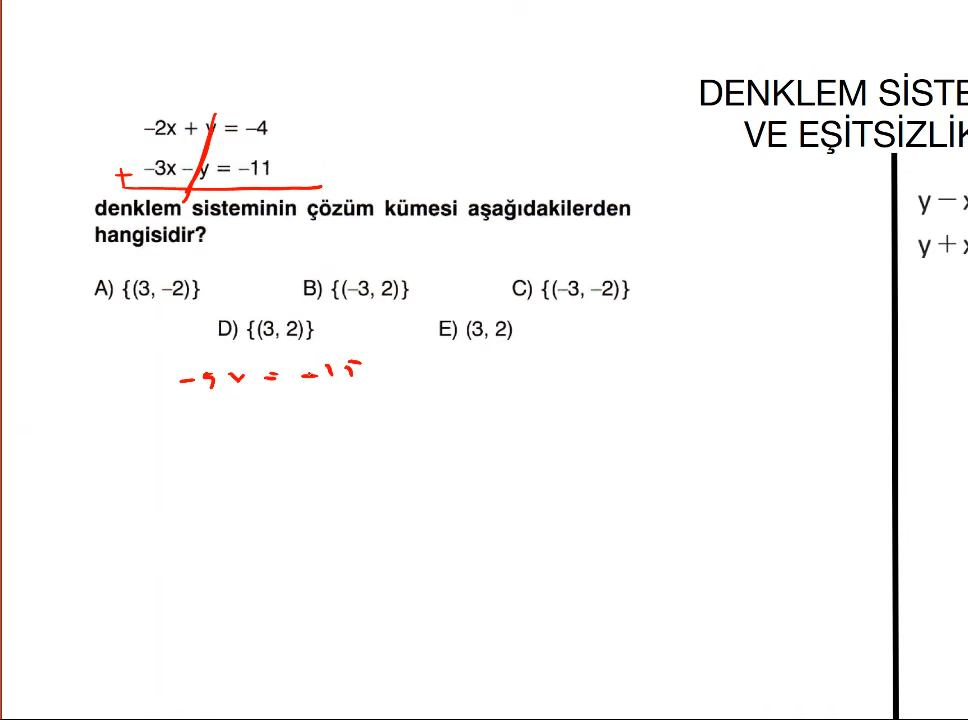 DENKLEM SİSTE
VE EŞİTSİZLİK
–2x + y = –4
+ –3x – y = –11
denklem sisteminin çözüm kümesi aşağıdakilerden
hangisidir?
A) {(3, –2)} B) {(–3, 2)} C) {(–3, –2)}
D) {(3, 2)} E) (3, 2)
–5x = –15
y – x
y + x